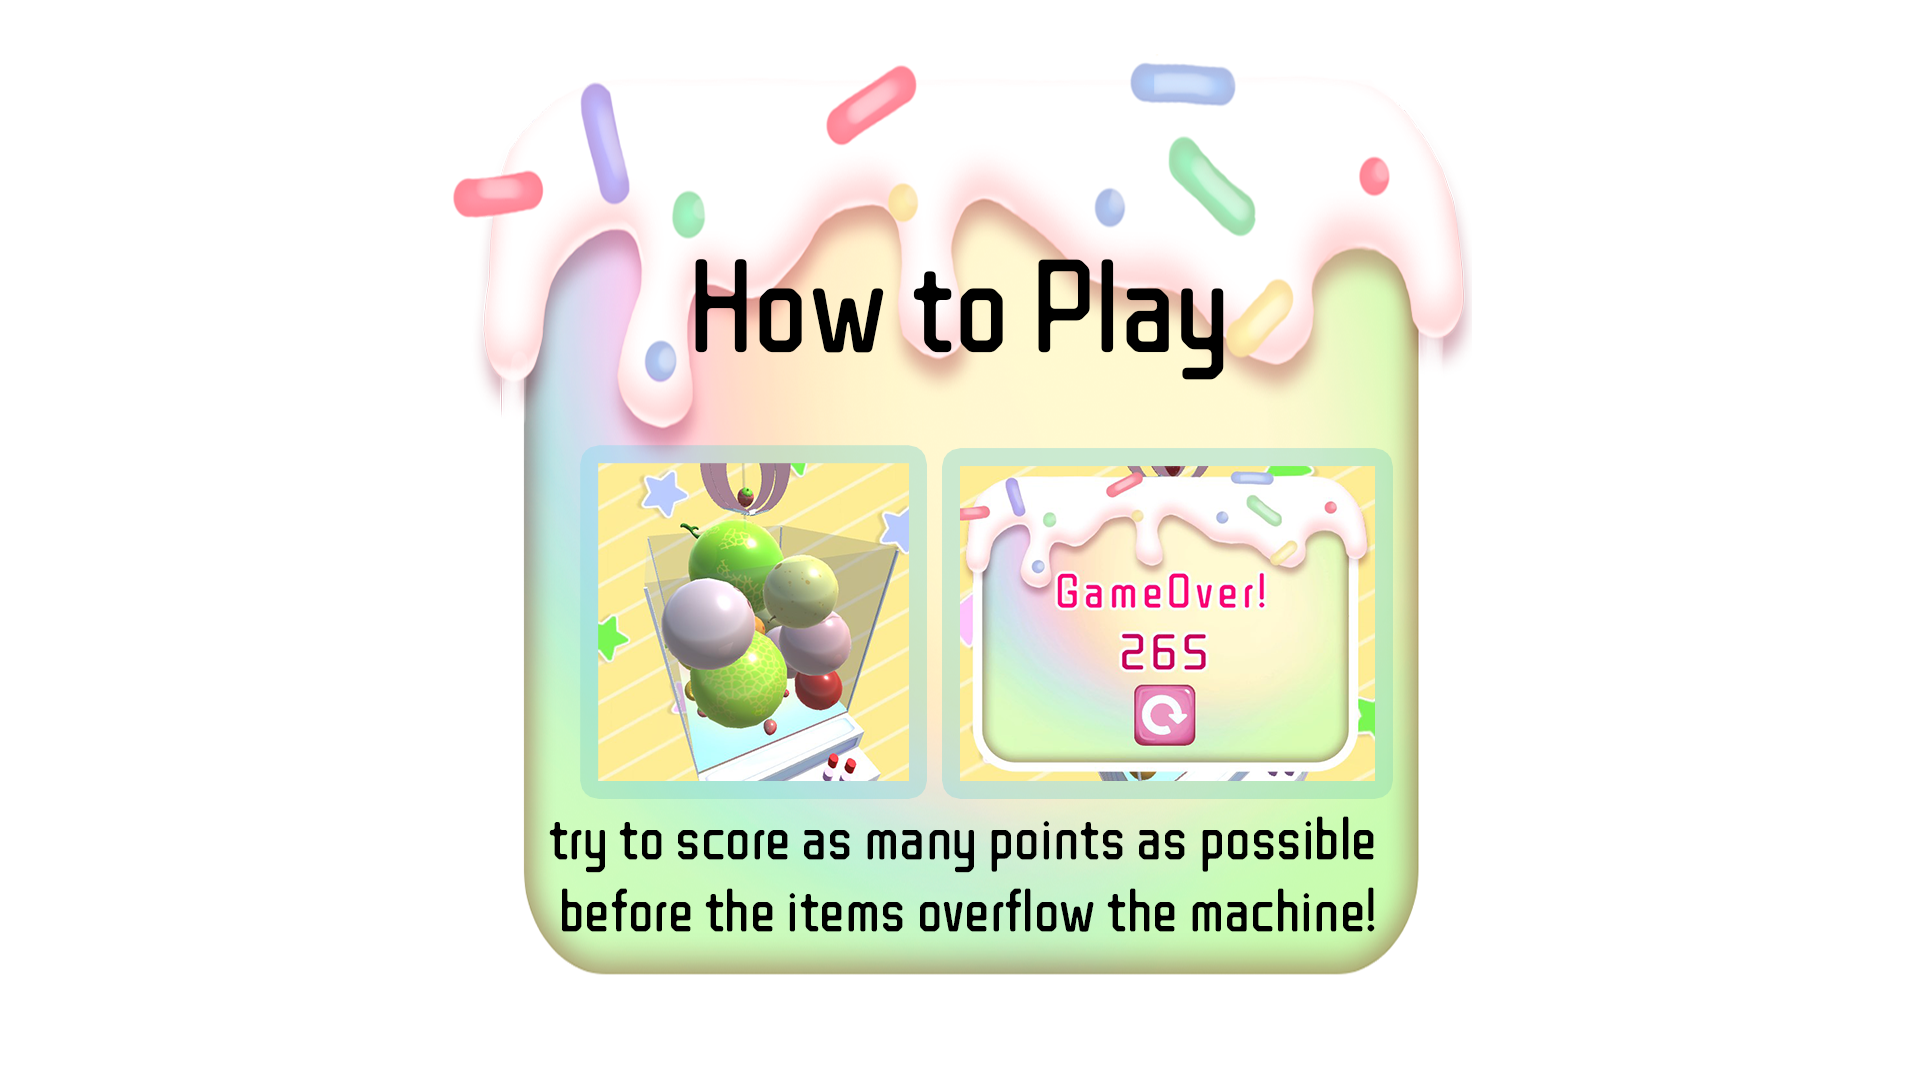 How to Play
GameOver!
265
try to score as many points as possible
before the items overflow the machine!